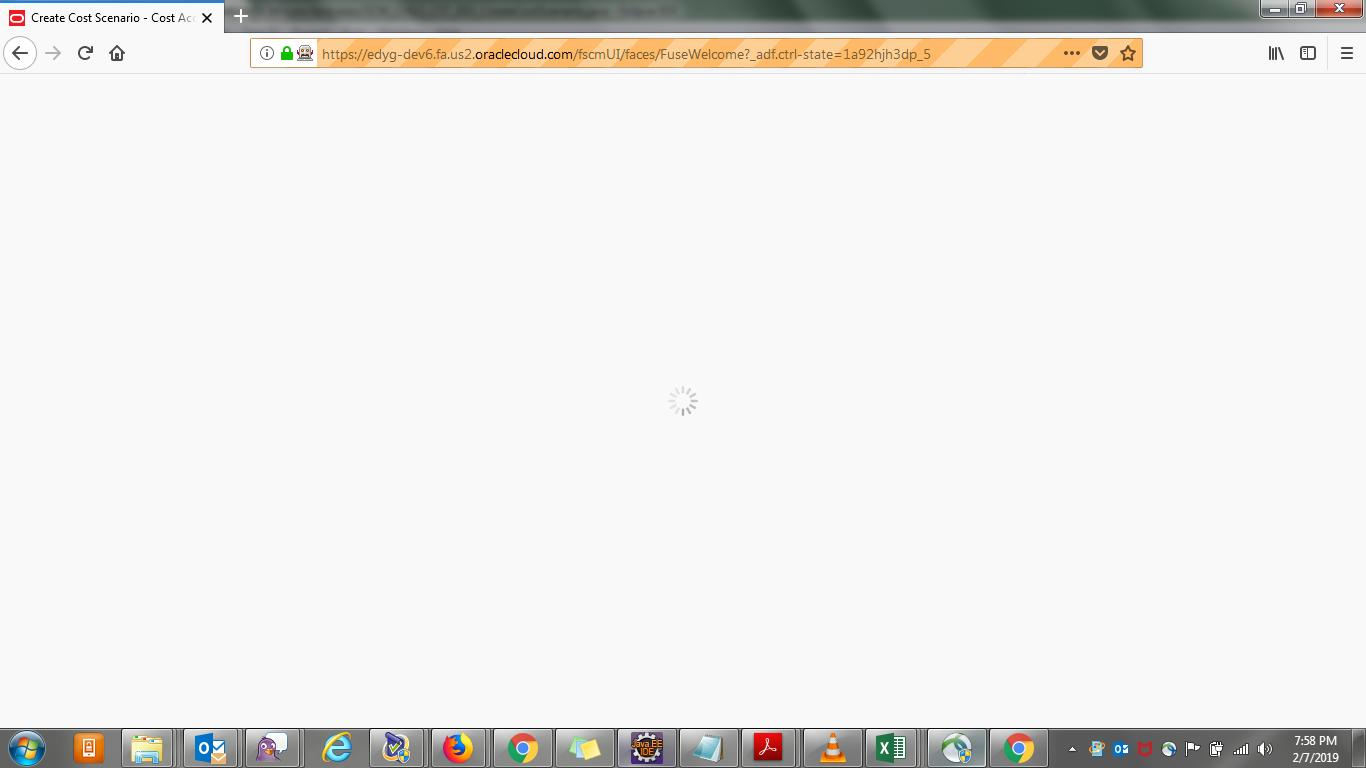 Create Cost Scenario - Cost Acc
https://edyg-dev6.fa.us2.oraclecloud.com/fscmUI/faces/FuseWelcome?_adf.ctrl-state=1a92hjh3dp_5
Java EE
IDE
7:58 PM
2/7/2019